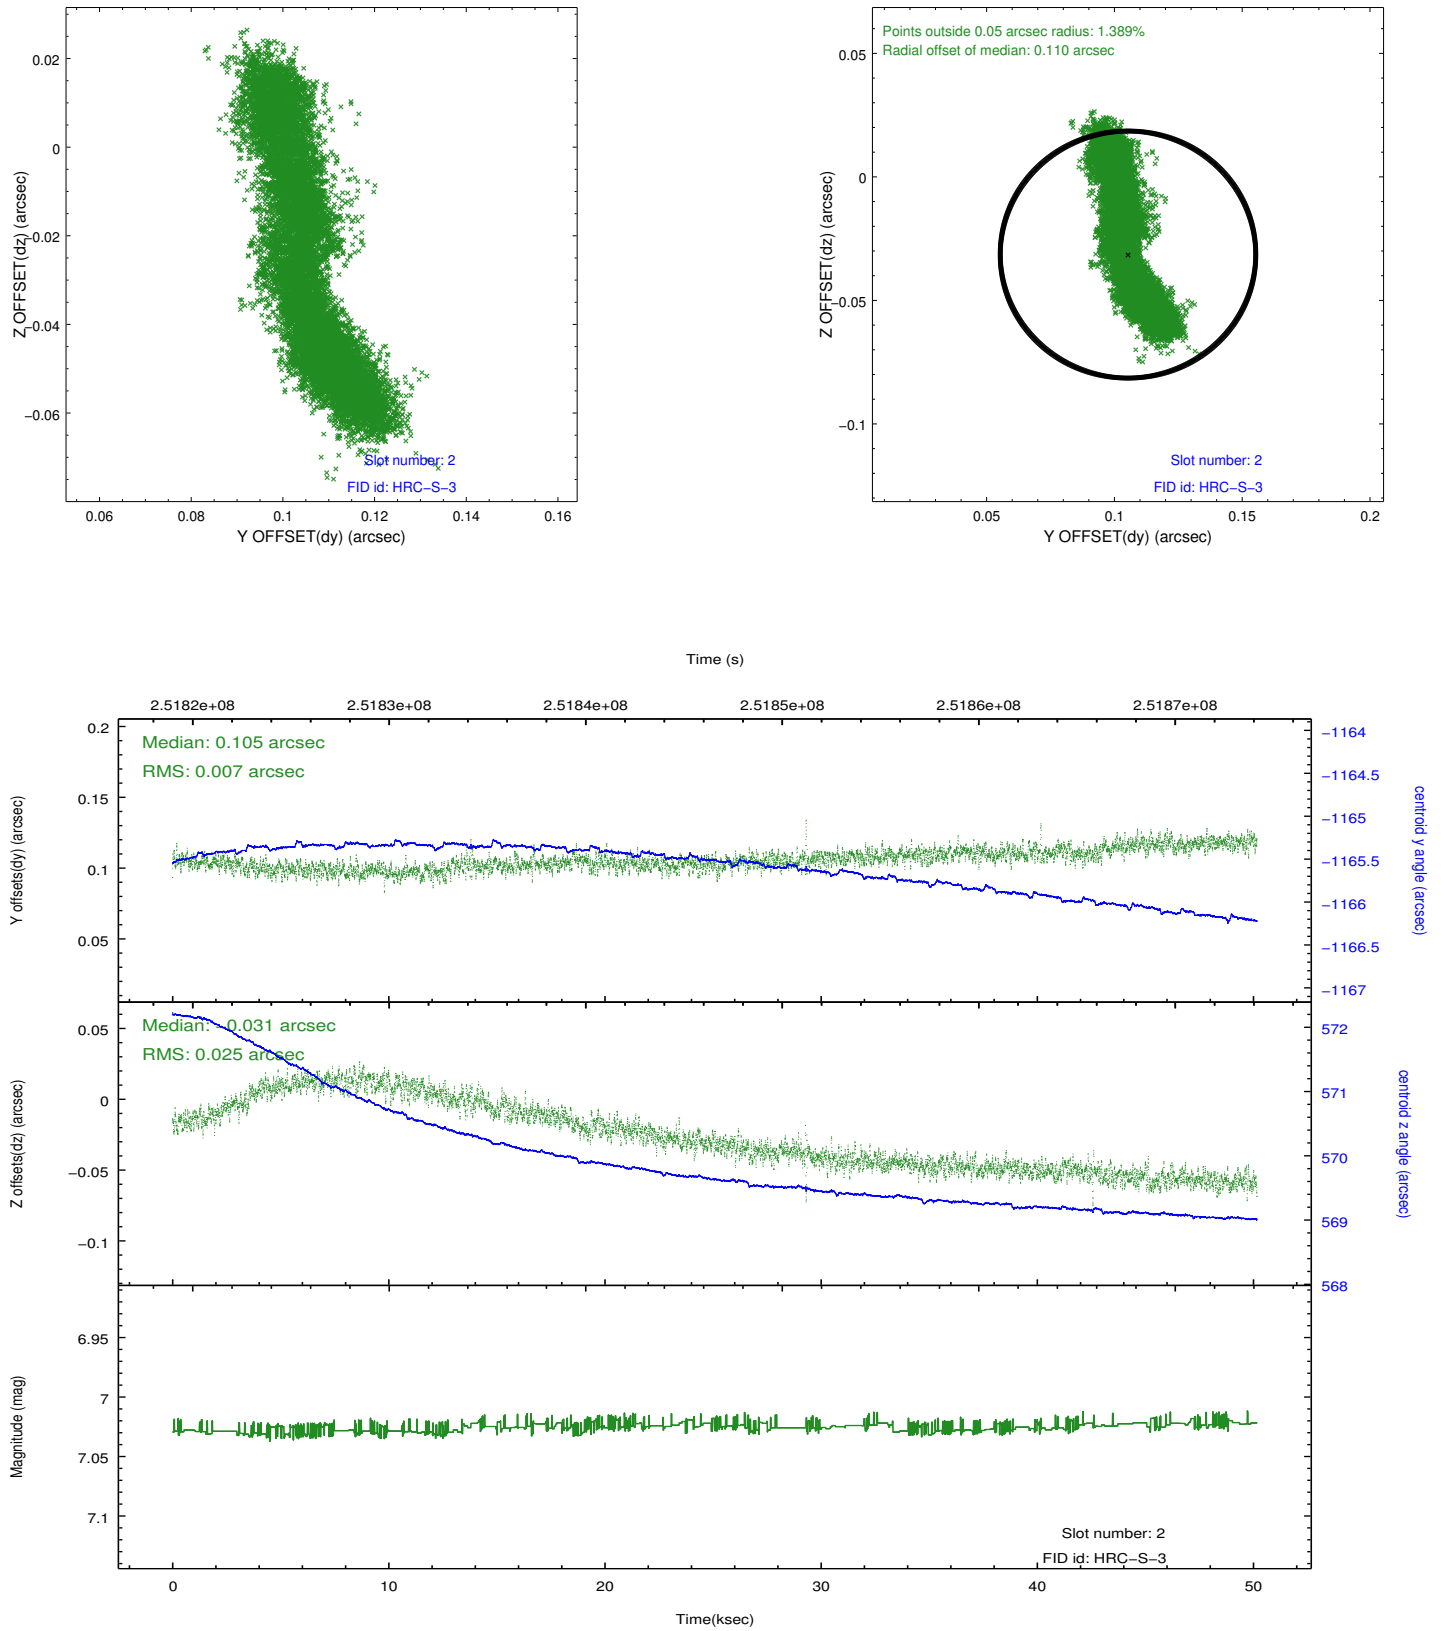 0.02
0
−0.02
−0.04
−0.06
Z OFFSET(dz) (arcsec)
Slot number: 2
FID id: HRC−S−3
0.06 0.08 0.1 0.12 0.14 0.16
Y OFFSET(dy) (arcsec)
Points outside 0.05 arcsec radius: 1.389%
Radial offset of median: 0.110 arcsec
0.05
0
−0.05
−0.1
Z OFFSET(dz) (arcsec)
Slot number: 2
FID id: HRC−S−3
0.05 0.1 0.15 0.2
Y OFFSET(dy) (arcsec)
Time (s)
2.5182e+08 2.5183e+08 2.5184e+08 2.5185e+08 2.5186e+08 2.5187e+08
Median: 0.105 arcsec
RMS: 0.007 arcsec
0.2
0.15
0.1
0.05
Y offsets(dy) (arcsec)
−1164
−1164.5
−1165
−1165.5
−1166
−1166.5
−1167
centroid y angle (arcsec)
Median: −0.031 arcsec
RMS: 0.025 arcsec
0.05
0
−0.05
−0.1
Z offsets(dz) (arcsec)
572
571
570
569
568
centroid z angle (arcsec)
6.95
7
7.05
7.1
Magnitude (mag)
Slot number: 2
FID id: HRC−S−3
0 10 20 30 40 50
Time(ksec)